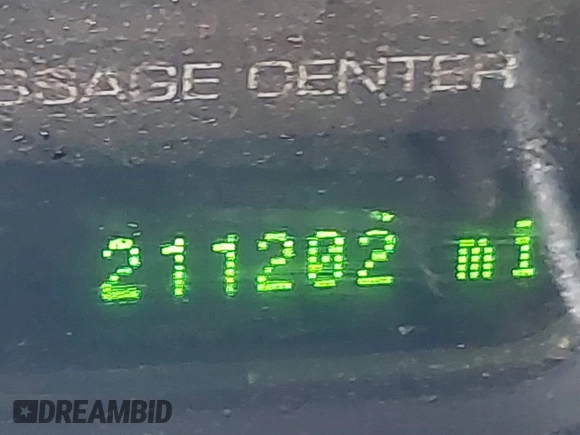 SSAGE CENTER
211202 mi
DREAMBID